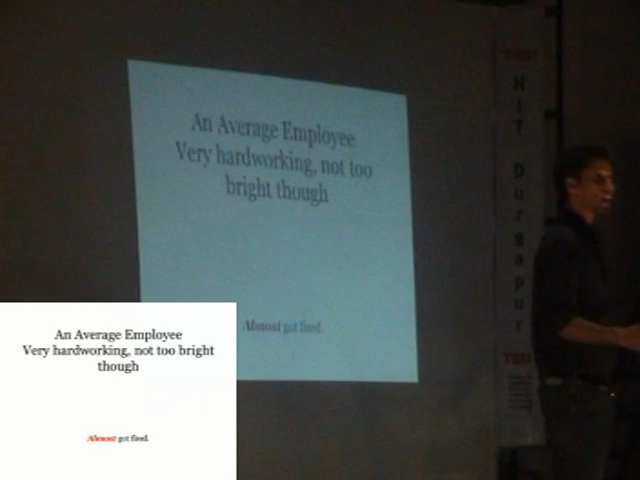 An Average Employee
Very hardworking, not too
bright though
Almost got fired.
TEDx
NIT Durgapur
TED
An Average Employee
Very hardworking, not too bright
though
Almost got fired.